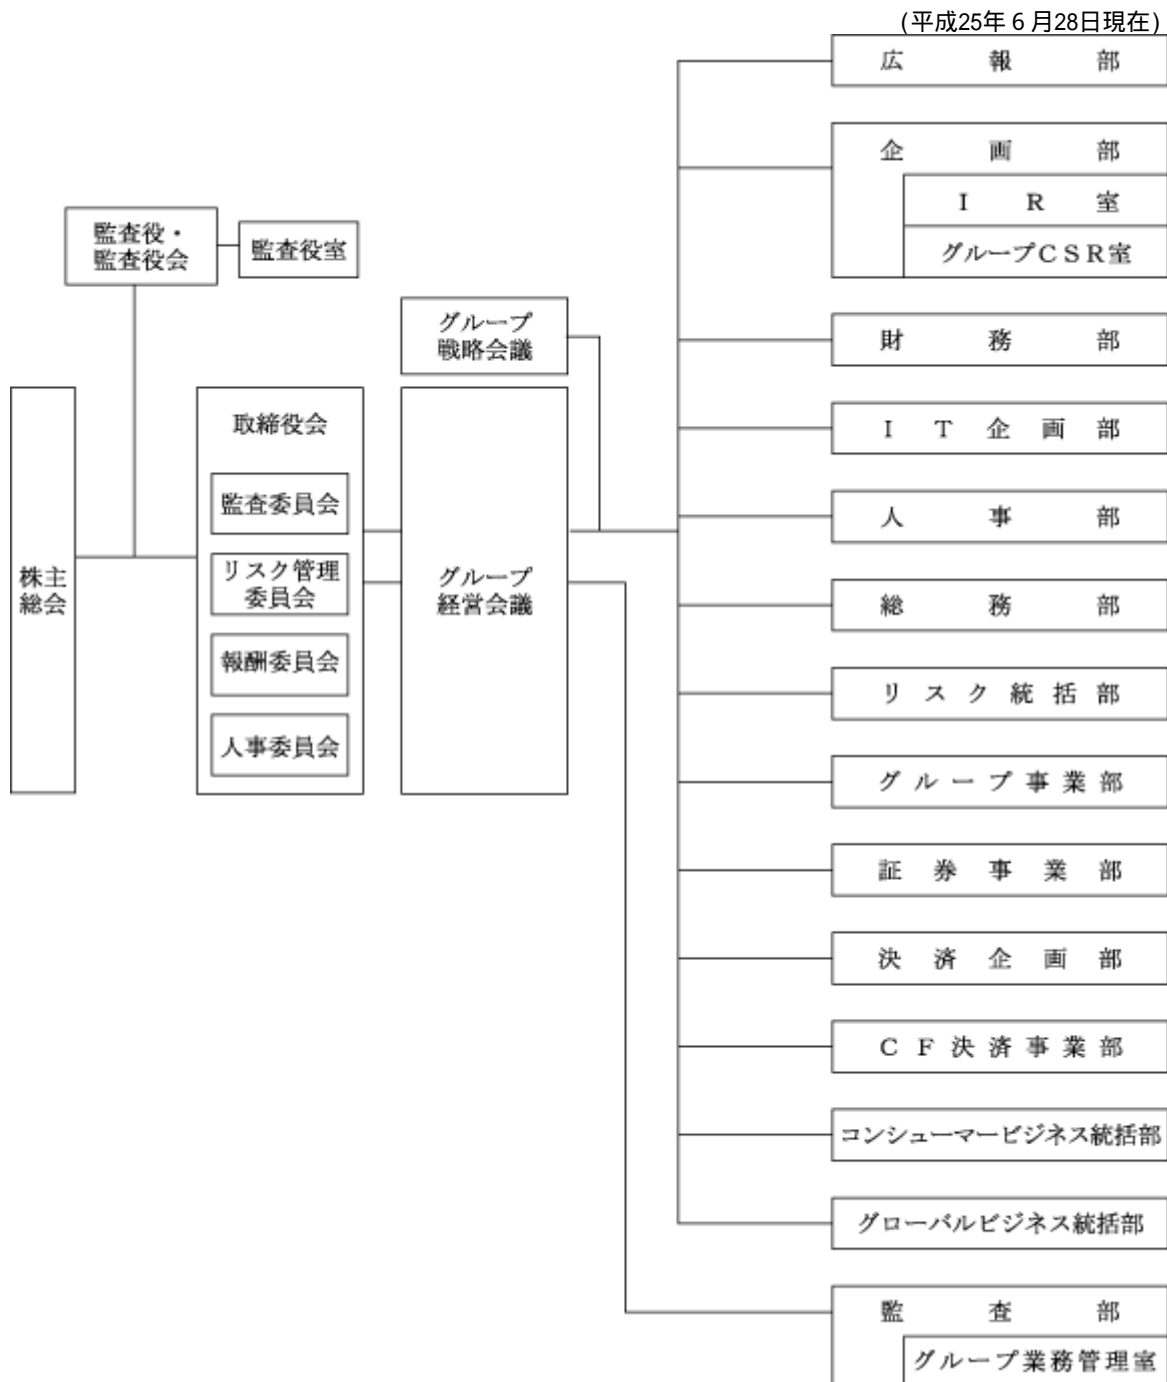 (平成25年６月28日現在)
広報部
企画部
ＩＲ室
グループＣＳＲ室
監査役・
監査役会
監査役室
グループ
戦略会議
財務部
株主
総会
取締役会
監査委員会
リスク管理
委員会
報酬委員会
人事委員会
グループ
経営会議
ＩＴ企画部
人事部
総務部
リスク統括部
グループ事業部
証券事業部
決済企画部
ＣＦ決済事業部
コンシューマービジネス統括部
グローバルビジネス統括部
監査部
グループ業務管理室